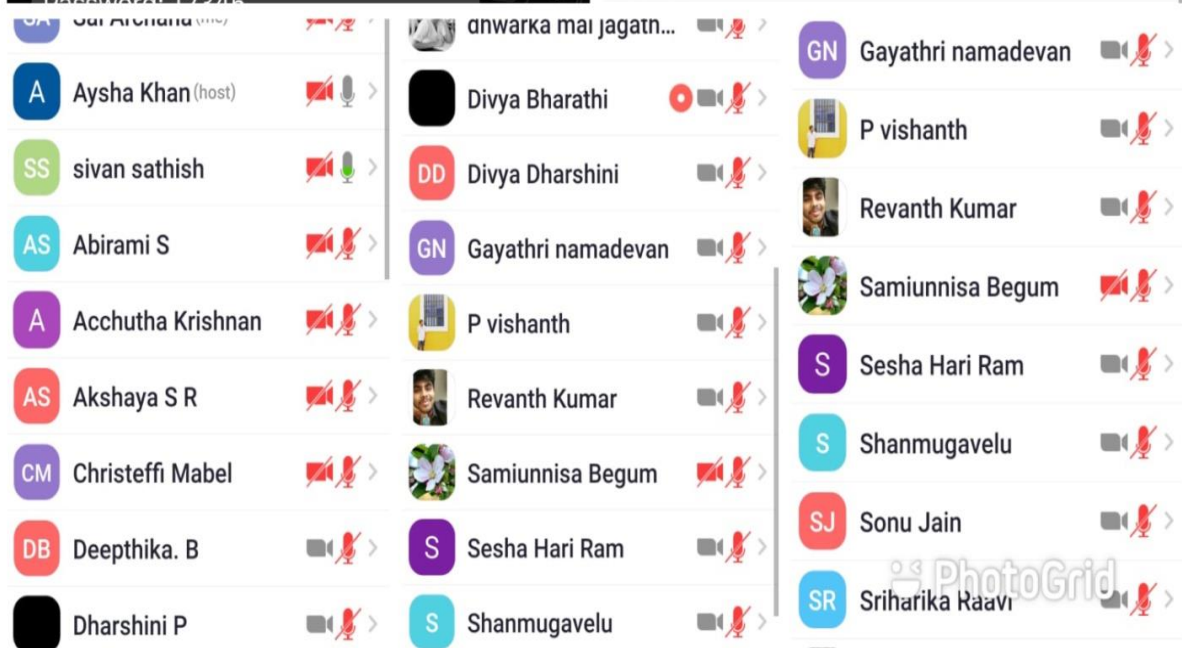 Sai Archana (me)
A
Aysha Khan (host)
SS
sivan sathish
AS
Abirami S
A
Acchutha Krishnan
AS
Akshaya S R
CM
Christeffi Mabel
DB
Deepthika. B
Dharshini P
dhwarka mai jagath...
Divya Bharathi
DD
Divya Dharshini
GN
Gayathri namadevan
P vishanth
Revanth Kumar
Samiunnisa Begum
S
Sesha Hari Ram
S
Shanmugavelu
GN
Gayathri namadevan
P vishanth
Revanth Kumar
Samiunnisa Begum
S
Sesha Hari Ram
S
Shanmugavelu
SJ
Sonu Jain
PhotoGrid
SR
Sriharika Raavi